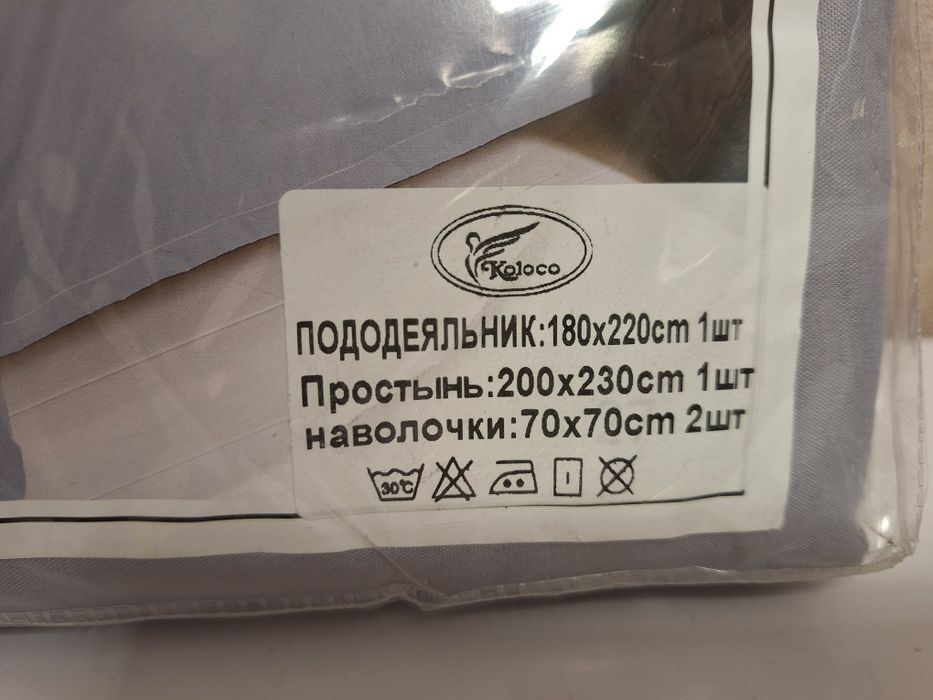 Koloco
ПОДОДЕЯЛЬНИК:180x220cm 1шт
Простынь:200x230cm 1шт
наволочки:70x70cm 2шт
30°C